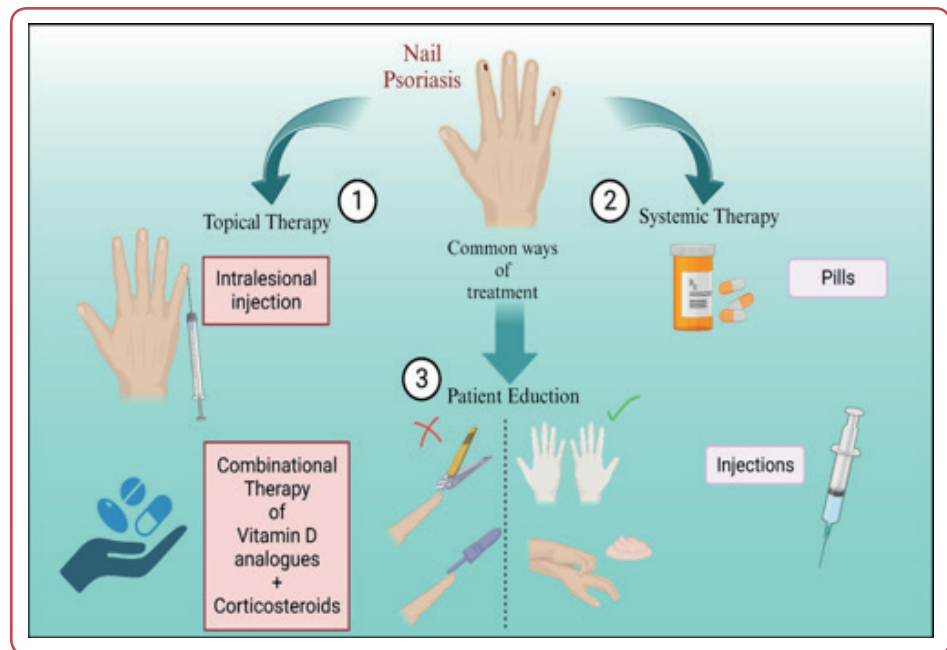 Nail
Psoriasis
1
Topical Therapy
Intralesional
injection
Combinational
Therapy
of
Vitamin D
analogues
+
Corticosteroids
Common ways
of
treatment
2
Systemic Therapy
Pills
Injections
3
Patient Eduction